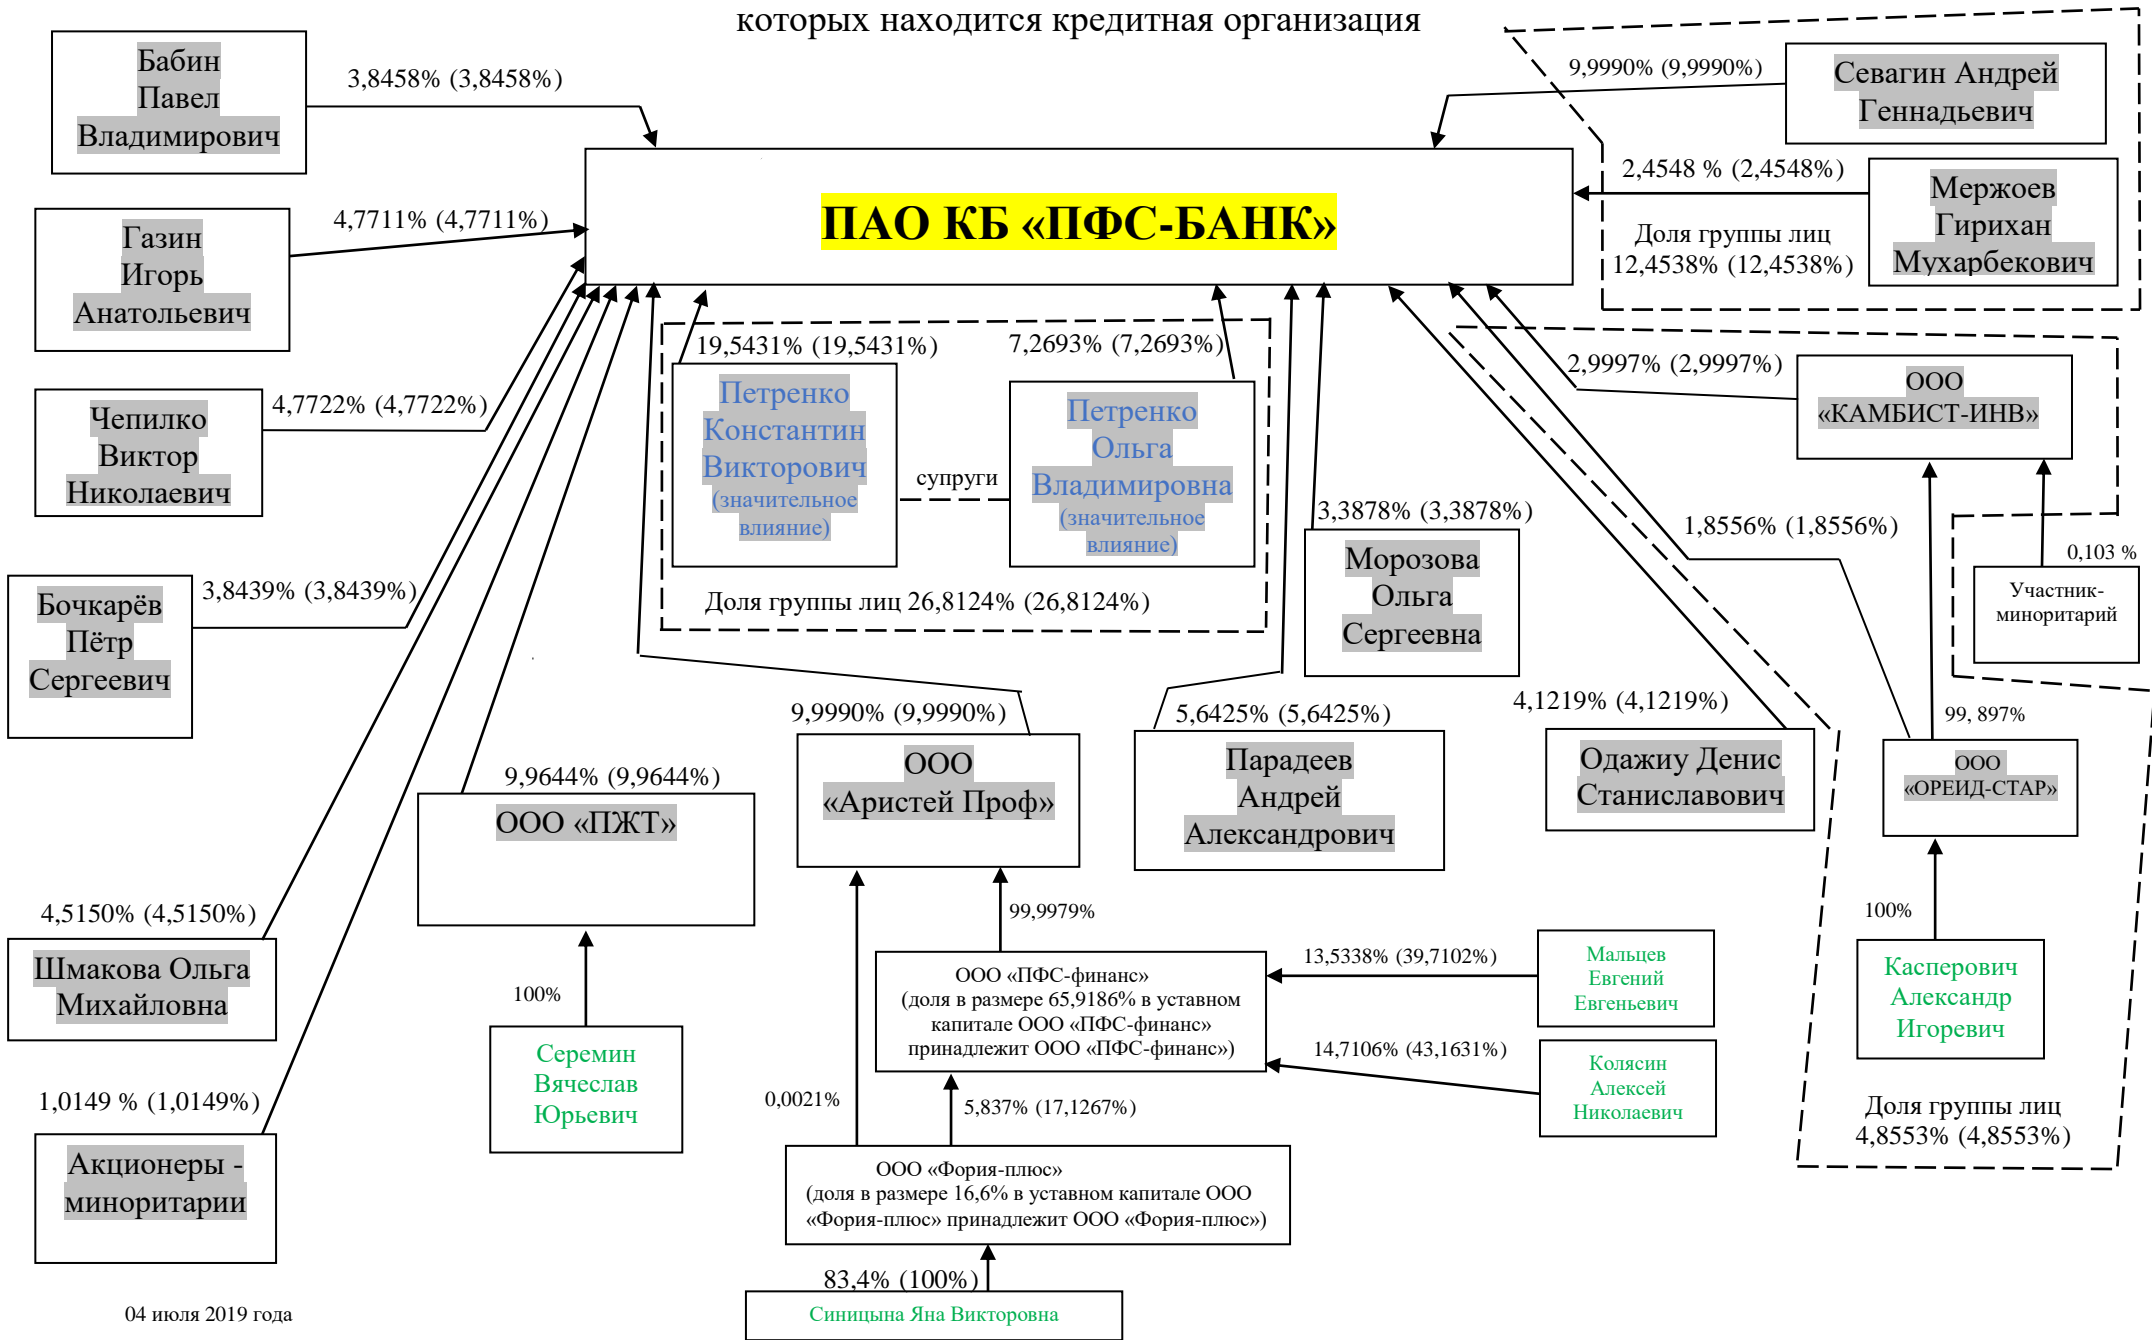 которых находится кредитная организация
Бабин
Павел
Владимирович
3,8458% (3,8458%)
9,9990% (9,9990%)
Севагин Андрей
Геннадьевич
ПАО КБ «ПФС-БАНК»
2,4548 % (2,4548%)
Мержоев
Гирихан
Мухарбекович
Доля группы лиц
12,4538% (12,4538%)
Газин
Игорь
Анатольевич
4,7711% (4,7711%)
Чепилко
Виктор
Николаевич
4,7722% (4,7722%)
19,5431% (19,5431%)
Петренко
Константин
Викторович
(значительное
влияние)
супруги
7,2693% (7,2693%)
Петренко
Ольга
Владимировна
(значительное
влияние)
Доля группы лиц 26,8124% (26,8124%)
2,9997% (2,9997%)
ООО
«КАМБИСТ-ИНВ»
3,3878% (3,3878%)
Морозова
Ольга
Сергеевна
1,8556% (1,8556%)
0,103 %
Участник-
миноритарий
Бочкарёв
Пётр
Сергеевич
3,8439% (3,8439%)
9,9990% (9,9990%)
ООО
«Аристей Проф»
5,6425% (5,6425%)
Парадеев
Андрей
Александрович
4,1219% (4,1219%)
Одажиу Денис
Станиславович
99, 897%
ООО
«ОРЕИД-СТАР»
9,9644% (9,9644%)
ООО «ПЖТ»
4,5150% (4,5150%)
Шмакова Ольга
Михайловна
100%
Серемин
Вячеслав
Юрьевич
99,9979%
ООО «ПФС-финанс»
(доля в размере 65,9186% в уставном
капитале ООО «ПФС-финанс»
принадлежит ООО «ПФС-финанс»)
13,5338% (39,7102%)
Мальцев
Евгений
Евгеньевич
14,7106% (43,1631%)
Колясин
Алексей
Николаевич
100%
Касперович
Александр
Игоревич
Доля группы лиц
4,8553% (4,8553%)
1,0149 % (1,0149%)
Акционеры -
миноритарии
0,0021%
5,837% (17,1267%)
ООО «Фория-плюс»
(доля в размере 16,6% в уставном капитале ООО
«Фория-плюс» принадлежит ООО «Фория-плюс»)
83,4% (100%)
Синицына Яна Викторовна
04 июля 2019 года